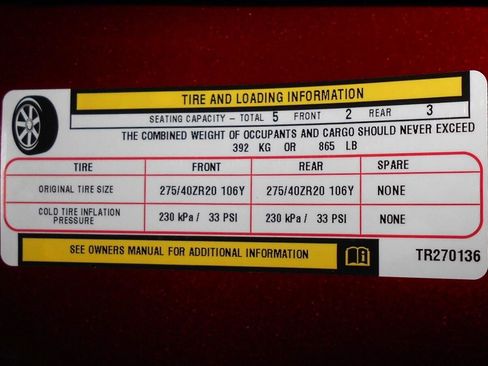 TIRE AND LOADING INFORMATION
SEATING CAPACITY – TOTAL 5 FRONT 2 REAR 3
THE COMBINED WEIGHT OF OCCUPANTS AND CARGO SHOULD NEVER EXCEED
392 KG OR 865 LB
TIRE FRONT REAR SPARE
ORIGINAL TIRE SIZE 275/40ZR20 106Y 275/40ZR20 106Y NONE
COLD TIRE INFLATION PRESSURE 230 kPa / 33 PSI 230 kPa / 33 PSI NONE
SEE OWNERS MANUAL FOR ADDITIONAL INFORMATION
TR270136